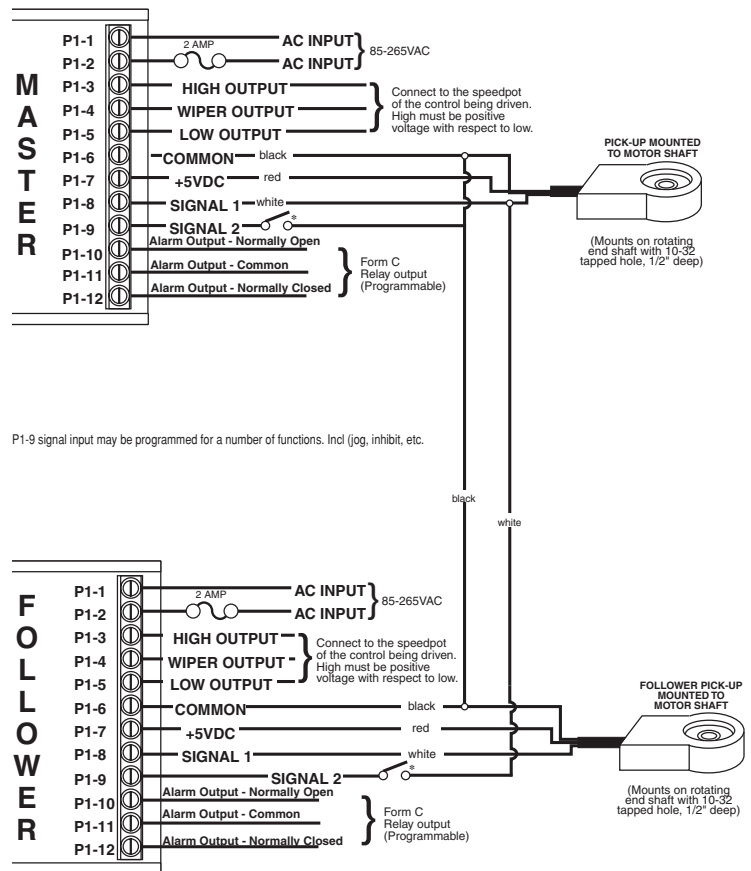 MASTER
P1-1 AC INPUT
2 AMP
P1-2 AC INPUT
85-265VAC
P1-3 HIGH OUTPUT
P1-4 WIPER OUTPUT
P1-5 LOW OUTPUT
Connect to the speedpot
of the control being driven.
High must be positive
voltage with respect to low.
P1-6 COMMON black
P1-7 +5VDC red
P1-8 SIGNAL 1 white
P1-9 SIGNAL 2 *
P1-10 Alarm Output - Normally Open
P1-11 Alarm Output - Common
P1-12 Alarm Output - Normally Closed
Form C
Relay output
(Programmable)
PICK-UP MOUNTED
TO MOTOR SHAFT
(Mounts on rotating
end shaft with 10-32
tapped hole, 1/2" deep)
P1-9 signal input may be programmed for a number of functions. Incl (jog, inhibit, etc.
black
white
FOLLOWER
P1-1 AC INPUT
2 AMP
P1-2 AC INPUT
85-265VAC
P1-3 HIGH OUTPUT
P1-4 WIPER OUTPUT
P1-5 LOW OUTPUT
Connect to the speedpot
of the control being driven.
High must be positive
voltage with respect to low.
P1-6 COMMON black
P1-7 +5VDC red
P1-8 SIGNAL 1 white
P1-9 SIGNAL 2 *
P1-10 Alarm Output - Normally Open
P1-11 Alarm Output - Common
P1-12 Alarm Output - Normally Closed
Form C
Relay output
(Programmable)
FOLLOWER PICK-UP
MOUNTED TO
MOTOR SHAFT
(Mounts on rotating
end shaft with 10-32
tapped hole, 1/2" deep)